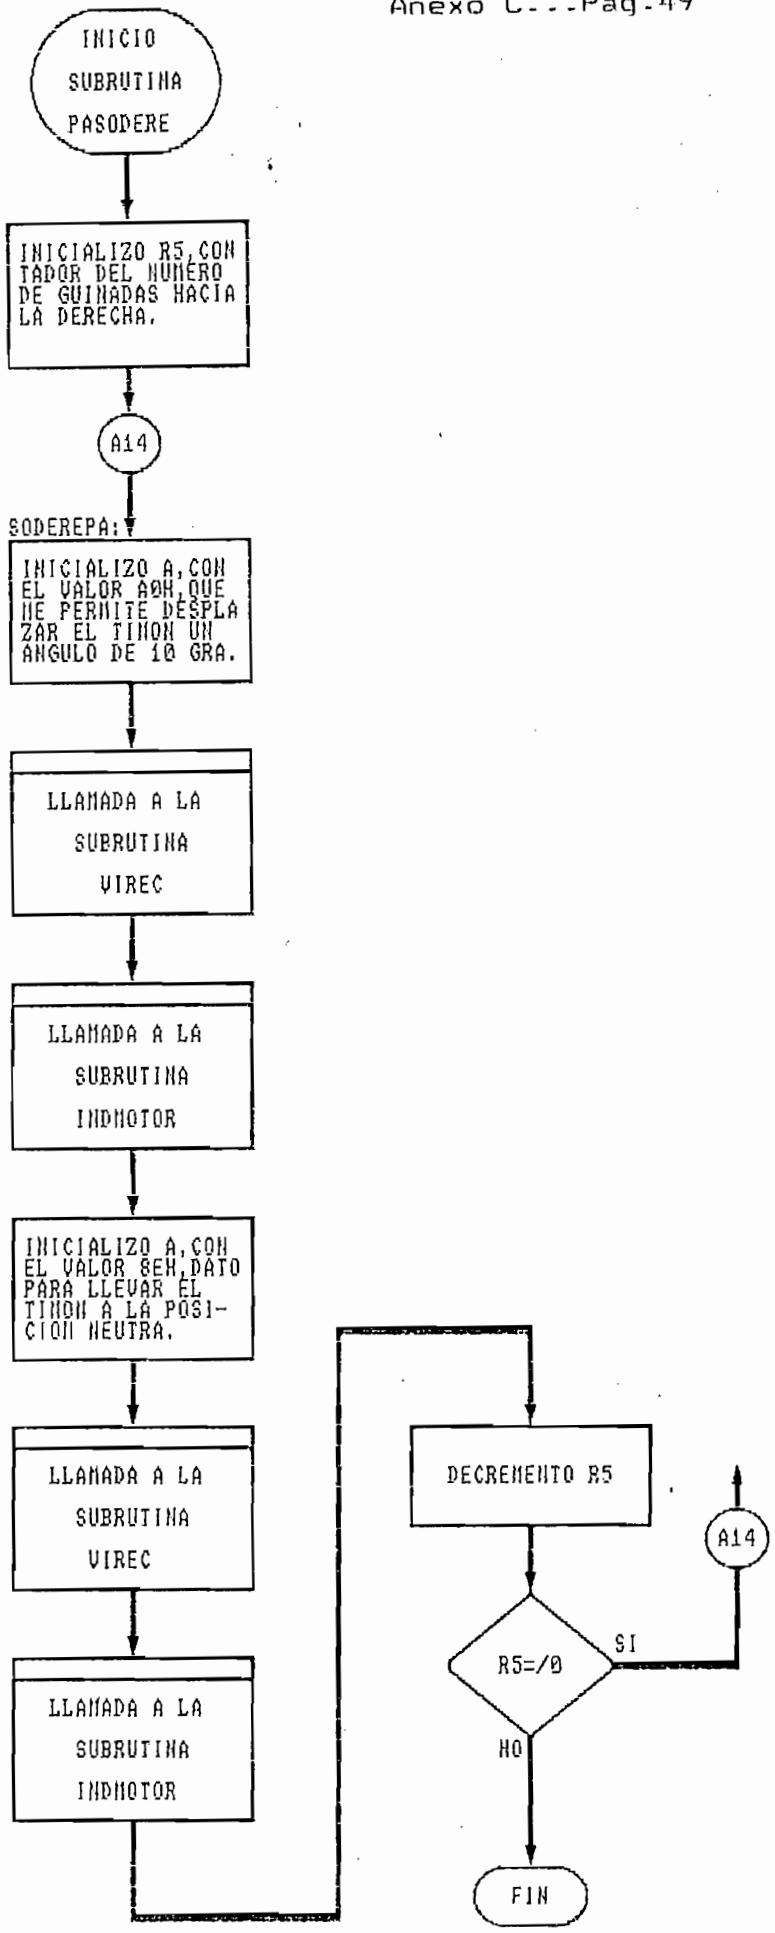 Anexo C...Pág.49
INICIO
SUBRUTINA
PASODERE
INICIALIZO R5,CON
TADOR DEL NUMERO
DE GUINADAS HACIA
LA DERECHA.
A14
SODEREPA:
INICIALIZO A,CON
EL VALOR A0H,QUE
ME PERMITE DESPLA
ZAR EL TIMON UN
ANGULO DE 10 GRA.
LLAMADA A LA
SUBRUTINA
VIREC
LLAMADA A LA
SUBRUTINA
INDMOTOR
INICIALIZO A,CON
EL VALOR 8EH,DATO
PARA LLEVAR EL
TIMON A LA POSI-
CION NEUTRA.
LLAMADA A LA
SUBRUTINA
VIREC
LLAMADA A LA
SUBRUTINA
INDMOTOR
DECREMENTO R5
A14
R5=/0
SI
NO
FIN